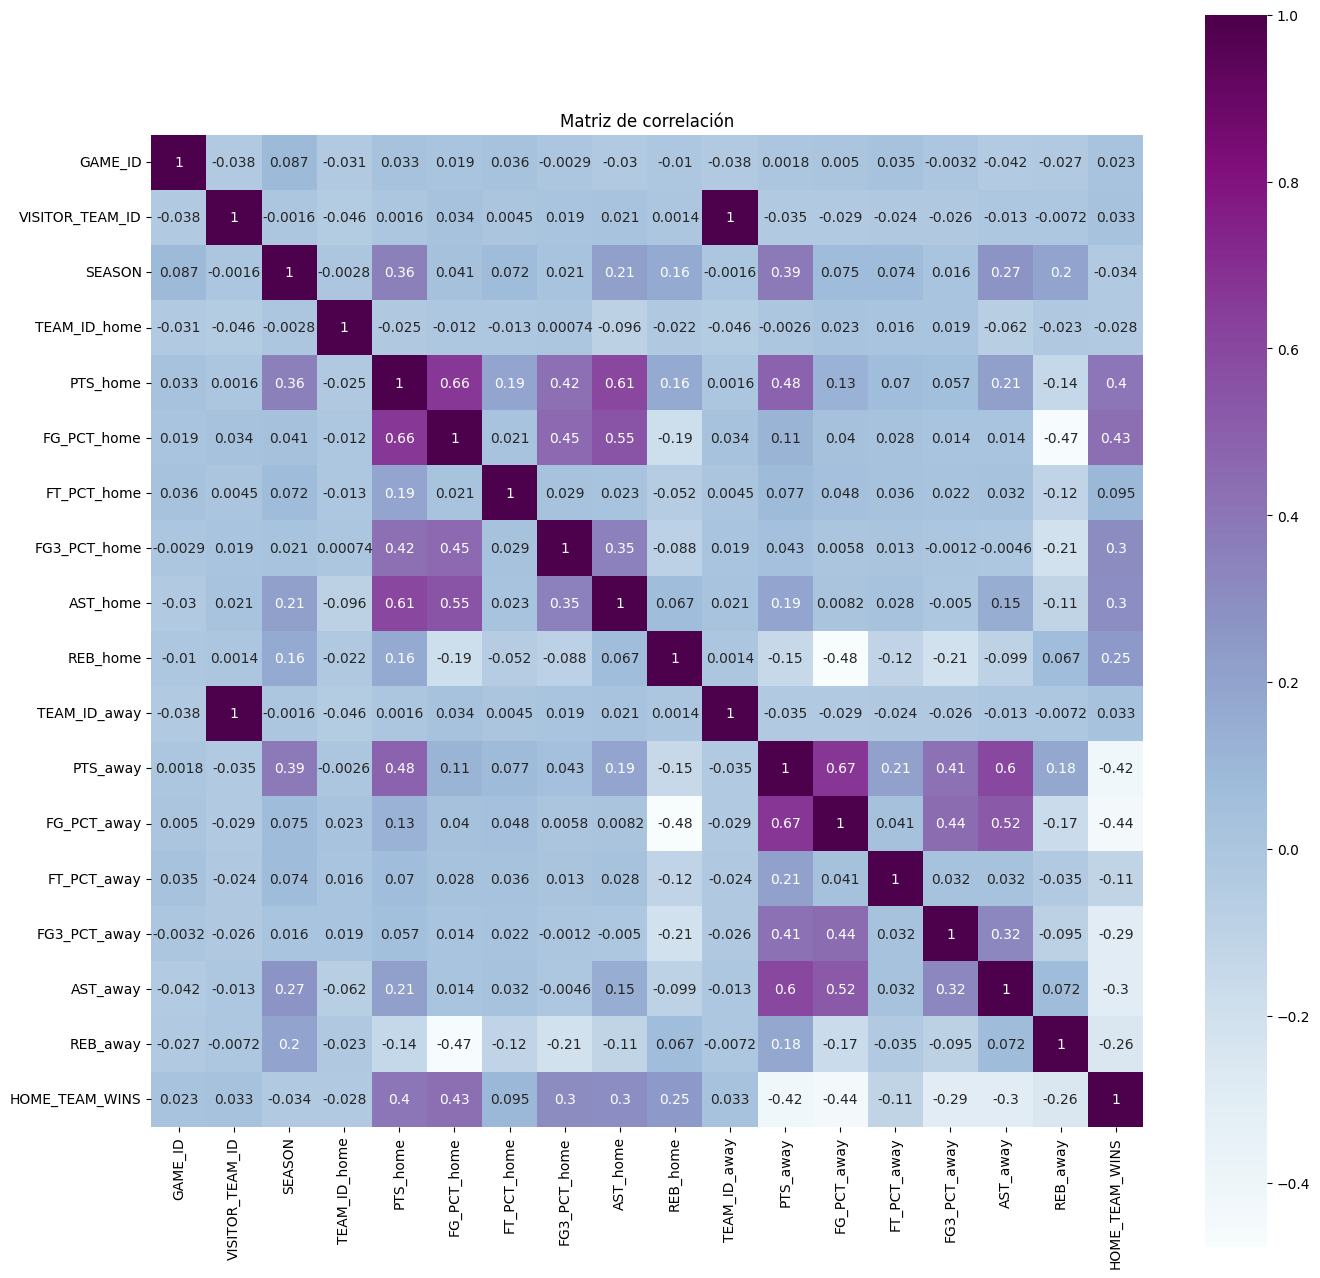 Matriz de correlación
GAME_ID 1 -0.038 0.087 -0.031 0.033 0.019 0.036 -0.0029 -0.03 -0.01 -0.038 0.0018 0.005 0.035 -0.0032 -0.042 -0.027 0.023
VISITOR_TEAM_ID -0.038 1 -0.0016 -0.046 0.0016 0.034 0.0045 0.019 0.021 0.0014 1 -0.035 -0.029 -0.024 -0.026 -0.013 -0.0072 0.033
SEASON 0.087 -0.0016 1 -0.0028 0.36 0.041 0.072 0.021 0.21 0.16 -0.0016 0.39 0.075 0.074 0.016 0.27 0.2 -0.034
TEAM_ID_home -0.031 -0.046 -0.0028 1 -0.025 -0.012 -0.013 0.00074 -0.096 -0.022 -0.046 -0.0026 0.023 0.016 0.019 -0.062 -0.023 -0.028
PTS_home 0.033 0.0016 0.36 -0.025 1 0.66 0.19 0.42 0.61 0.16 0.0016 0.48 0.13 0.07 0.057 0.21 -0.14 0.4
FG_PCT_home 0.019 0.034 0.041 -0.012 0.66 1 0.021 0.45 0.55 -0.19 0.034 0.11 0.04 0.028 0.014 0.014 -0.47 0.43
FT_PCT_home 0.036 0.0045 0.072 -0.013 0.19 0.021 1 0.029 0.023 -0.052 0.0045 0.077 0.048 0.036 0.022 0.032 -0.12 0.095
FG3_PCT_home -0.0029 0.019 0.021 0.00074 0.42 0.45 0.029 1 0.35 -0.088 0.019 0.043 0.0058 0.013 -0.0012 -0.0046 -0.21 0.3
AST_home -0.03 0.021 0.21 -0.096 0.61 0.55 0.023 0.35 1 0.067 0.021 0.19 0.0082 0.028 -0.005 0.15 -0.11 0.3
REB_home -0.01 0.0014 0.16 -0.022 0.16 -0.19 -0.052 -0.088 0.067 1 0.0014 -0.15 -0.48 -0.12 -0.21 -0.099 0.067 0.25
TEAM_ID_away -0.038 1 -0.0016 -0.046 0.0016 0.034 0.0045 0.019 0.021 0.0014 1 -0.035 -0.029 -0.024 -0.026 -0.013 -0.0072 0.033
PTS_away 0.0018 -0.035 0.39 -0.0026 0.48 0.11 0.077 0.043 0.19 -0.15 -0.035 1 0.67 0.21 0.41 0.6 0.18 -0.42
FG_PCT_away 0.005 -0.029 0.075 0.023 0.13 0.04 0.048 0.0058 0.0082 -0.48 -0.029 0.67 1 0.041 0.44 0.52 -0.17 -0.44
FT_PCT_away 0.035 -0.024 0.074 0.016 0.07 0.028 0.036 0.013 0.028 -0.12 -0.024 0.21 0.041 1 0.032 0.032 -0.035 -0.11
FG3_PCT_away -0.0032 -0.026 0.016 0.019 0.057 0.014 0.022 -0.0012 -0.005 -0.21 -0.026 0.41 0.44 0.032 1 0.32 -0.095 -0.29
AST_away -0.042 -0.013 0.27 -0.062 0.21 0.014 0.032 -0.0046 0.15 -0.099 -0.013 0.6 0.52 0.032 0.32 1 0.072 -0.3
REB_away -0.027 -0.0072 0.2 -0.023 -0.14 -0.47 -0.12 -0.21 -0.11 0.067 -0.0072 0.18 -0.17 -0.035 -0.095 0.072 1 -0.26
HOME_TEAM_WINS 0.023 0.033 -0.034 -0.028 0.4 0.43 0.095 0.3 0.3 0.25 0.033 -0.42 -0.44 -0.11 -0.29 -0.3 -0.26 1
GAME_ID
VISITOR_TEAM_ID
SEASON
TEAM_ID_home
PTS_home
FG_PCT_home
FT_PCT_home
FG3_PCT_home
AST_home
REB_home
TEAM_ID_away
PTS_away
FG_PCT_away
FT_PCT_away
FG3_PCT_away
AST_away
REB_away
HOME_TEAM_WINS
1.0
0.8
0.6
0.4
0.2
0.0
−0.2
−0.4